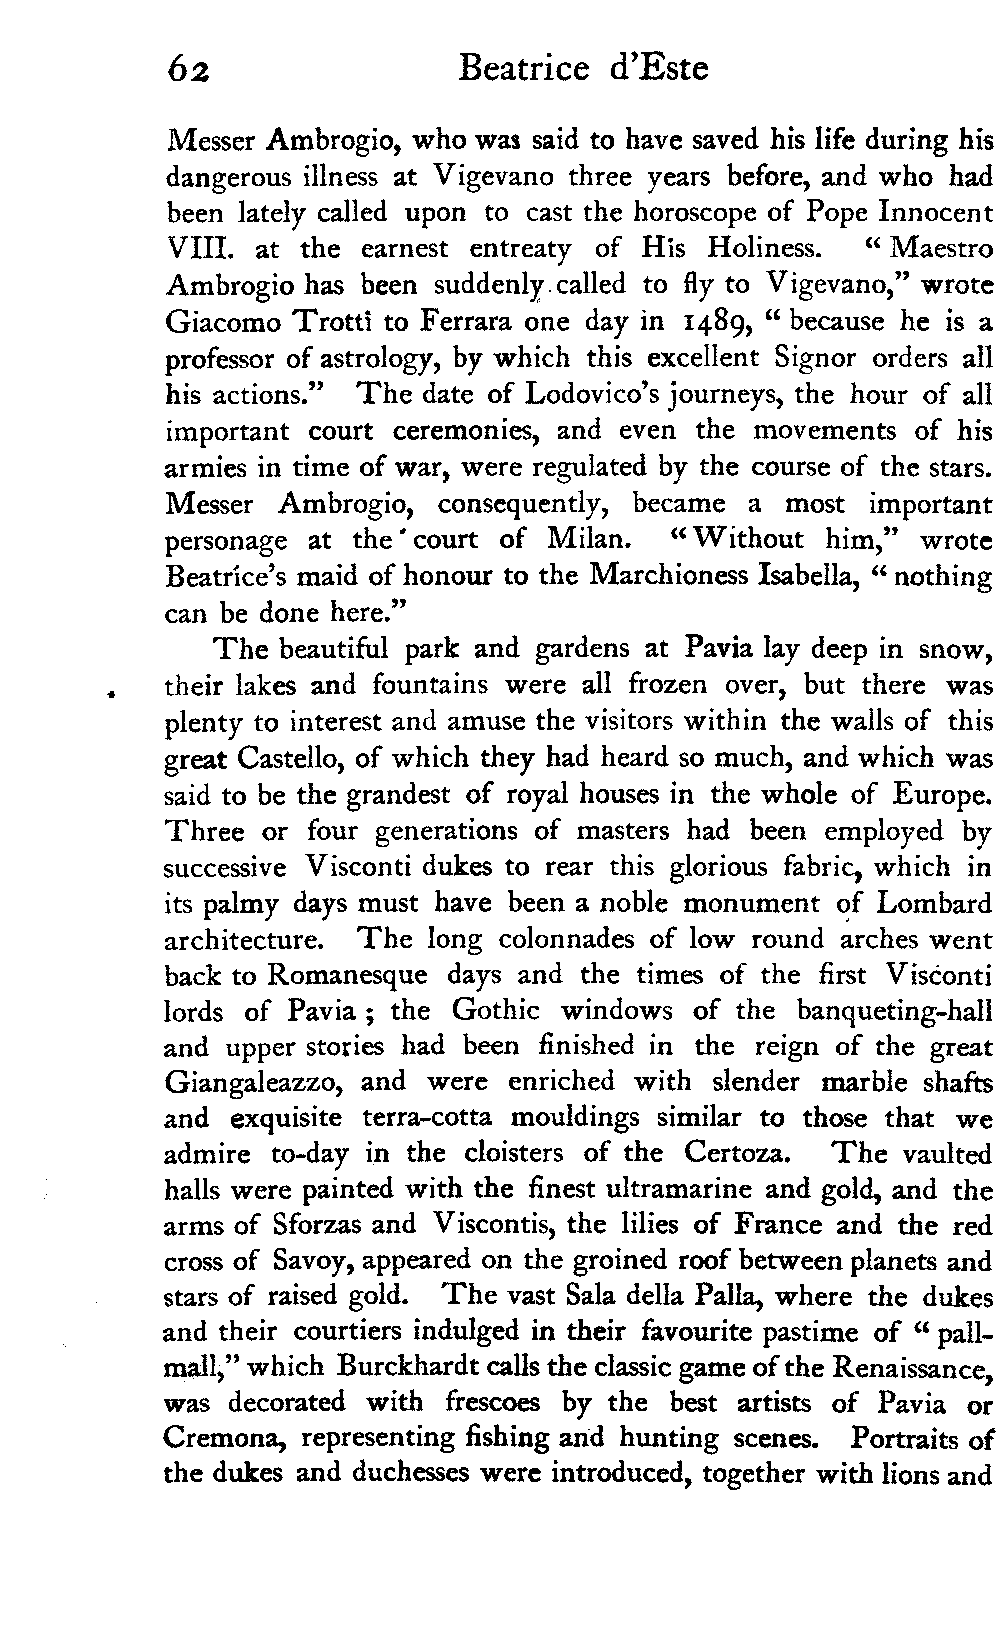 62 Beatrice d'Este
Messer Ambrogio, who was said to have saved his life during his
dangerous illness at Vigevano three years before, and who had
been lately called upon to cast the horoscope of Pope Innocent
VIII. at the earnest entreaty of His Holiness. “ Maestro
Ambrogio has been suddenly called to fly to Vigevano,” wrote
Giacomo Trotti to Ferrara one day in 1489, “ because he is a
professor of astrology, by which this excellent Signor orders all
his actions.” The date of Lodovico's journeys, the hour of all
important court ceremonies, and even the movements of his
armies in time of war, were regulated by the course of the stars.
Messer Ambrogio, consequently, became a most important
personage at the court of Milan. “ Without him,” wrote
Beatrice's maid of honour to the Marchioness Isabella, “ nothing
can be done here.”
The beautiful park and gardens at Pavia lay deep in snow,
their lakes and fountains were all frozen over, but there was
plenty to interest and amuse the visitors within the walls of this
great Castello, of which they had heard so much, and which was
said to be the grandest of royal houses in the whole of Europe.
Three or four generations of masters had been employed by
successive Visconti dukes to rear this glorious fabric, which in
its palmy days must have been a noble monument of Lombard
architecture. The long colonnades of low round arches went
back to Romanesque days and the times of the first Visconti
lords of Pavia ; the Gothic windows of the banqueting-hall
and upper stories had been finished in the reign of the great
Giangaleazzo, and were enriched with slender marble shafts
and exquisite terra-cotta mouldings similar to those that we
admire to-day in the cloisters of the Certoza. The vaulted
halls were painted with the finest ultramarine and gold, and the
arms of Sforzas and Viscontis, the lilies of France and the red
cross of Savoy, appeared on the groined roof between planets and
stars of raised gold. The vast Sala della Palla, where the dukes
and their courtiers indulged in their favourite pastime of “ pall-
mall,” which Burckhardt calls the classic game of the Renaissance,
was decorated with frescoes by the best artists of Pavia or
Cremona, representing fishing and hunting scenes. Portraits of
the dukes and duchesses were introduced, together with lions and